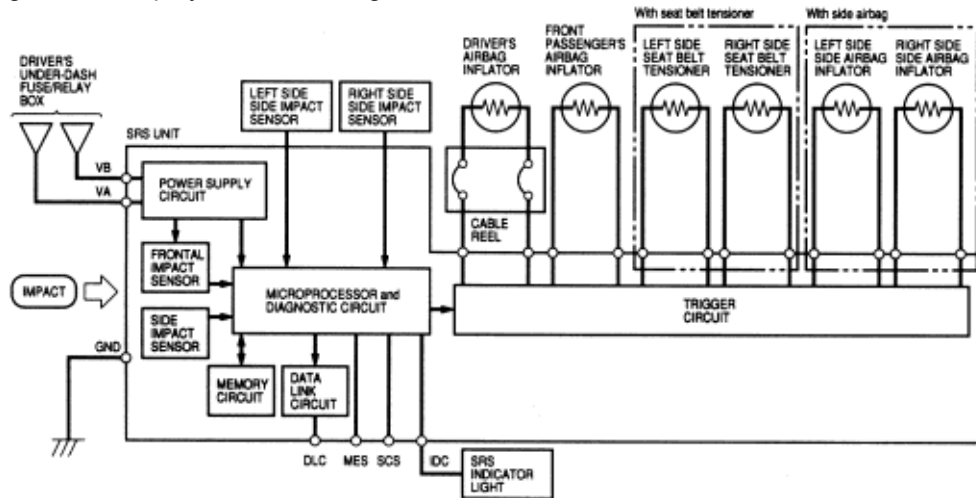 With seat belt tensioner
With side airbag
DRIVER'S
UNDER-DASH
FUSE/RELAY
BOX
DRIVER'S
AIRBAG
INFLATOR
FRONT
PASSENGER'S
AIRBAG
INFLATOR
LEFT SIDE
SEAT BELT
TENSIONER
RIGHT SIDE
SEAT BELT
TENSIONER
LEFT SIDE
SIDE AIRBAG
INFLATOR
RIGHT SIDE
SIDE AIRBAG
INFLATOR
LEFT SIDE
SIDE IMPACT
SENSOR
RIGHT SIDE
SIDE IMPACT
SENSOR
SRS UNIT
VB
VA
POWER SUPPLY
CIRCUIT
CABLE
REEL
FRONTAL
IMPACT
SENSOR
IMPACT
MICROPROCESSOR and
DIAGNOSTIC CIRCUIT
TRIGGER
CIRCUIT
SIDE
IMPACT
SENSOR
GND
MEMORY
CIRCUIT
DATA
LINK
CIRCUIT
DLC
MES
SCS
IDC
SRS
INDICATOR
LIGHT